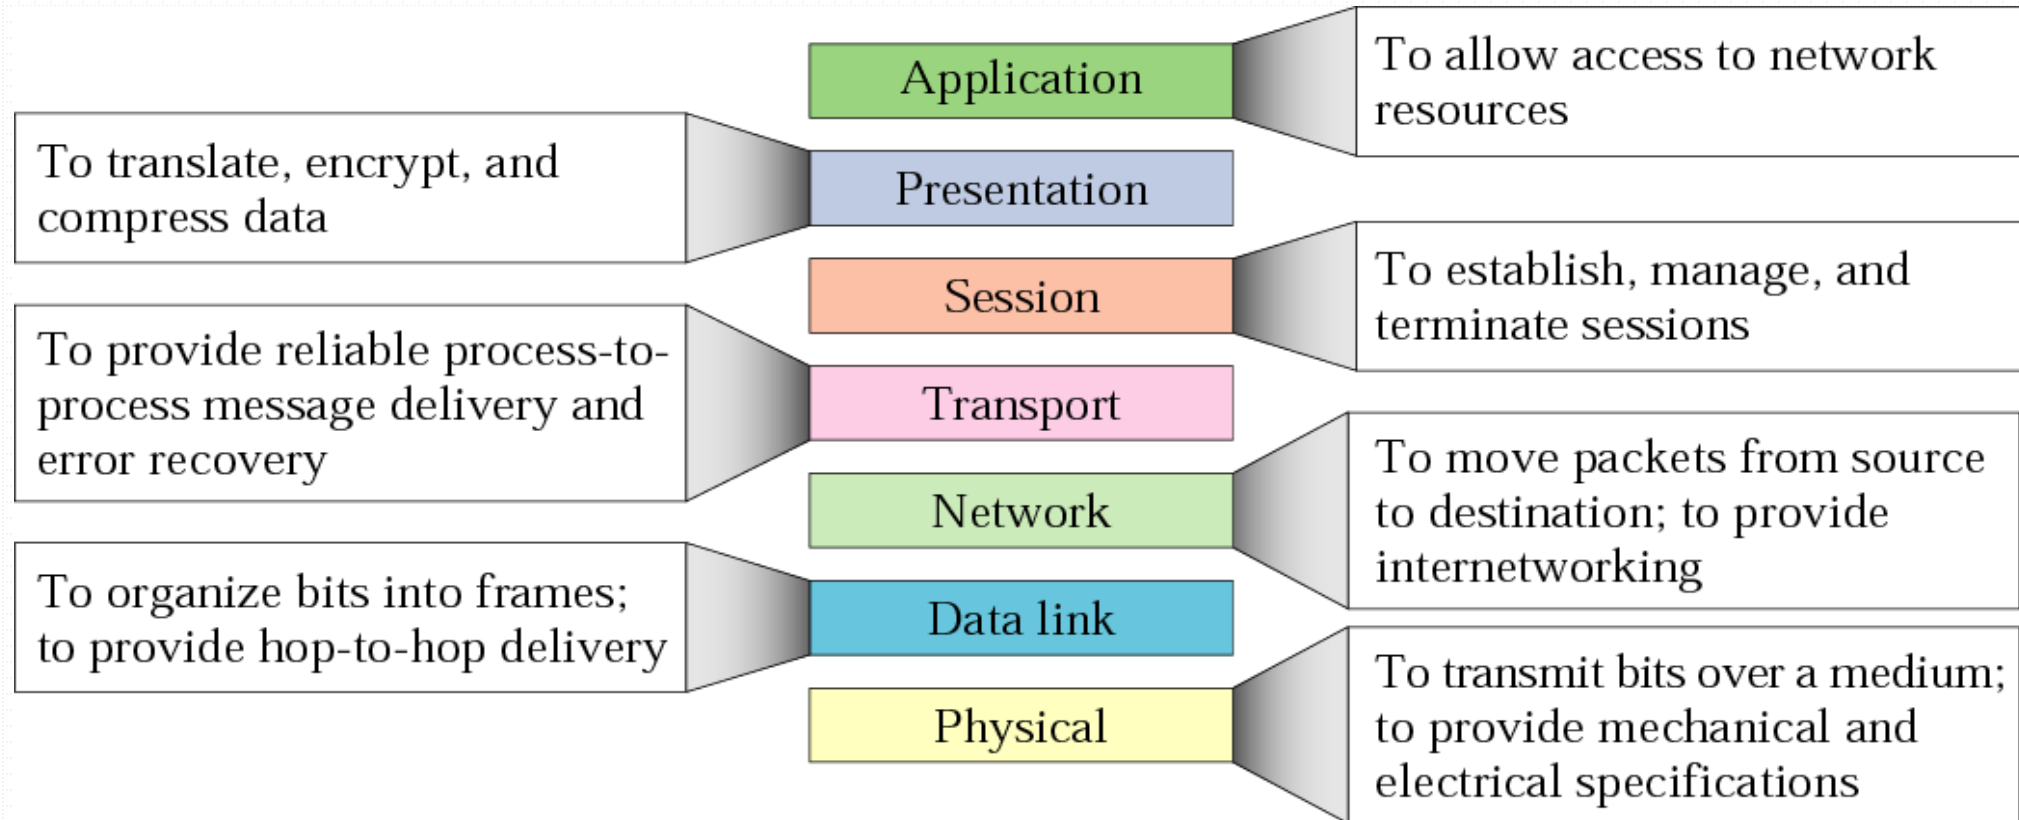 Application
To allow access to network
resources
To translate, encrypt, and
compress data
Presentation
Session
To establish, manage, and
terminate sessions
To provide reliable process-to-
process message delivery and
error recovery
Transport
Network
To move packets from source
to destination; to provide
internetworking
To organize bits into frames;
to provide hop-to-hop delivery
Data link
Physical
To transmit bits over a medium;
to provide mechanical and
electrical specifications